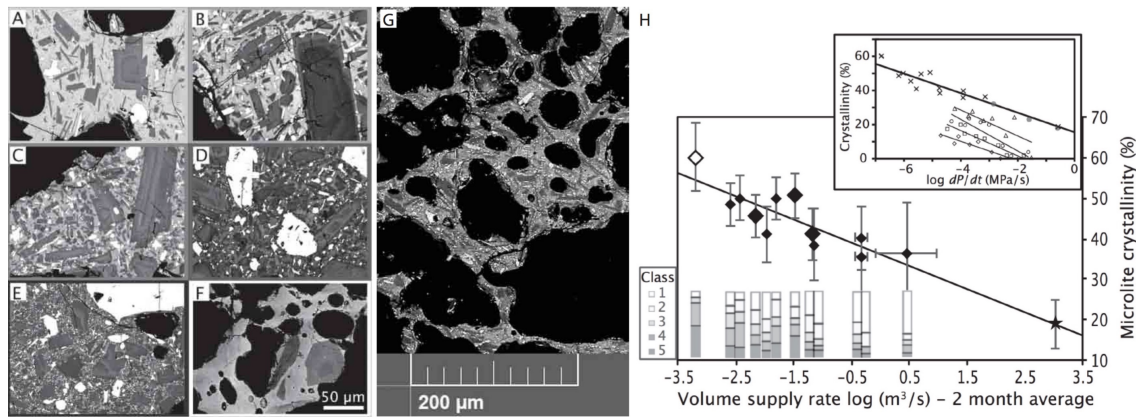 A
B
C
D
E
F
50 µm
G
200 µm
H
Crystallinity (%)
60
40
20
0
-6
-4
-2
0
log dP/dt (MPa/s)
Microlite crystallinity (%)
70
60
50
40
30
20
10
Class
1
2
3
4
5
-3.5
-2.5
-1.5
-0.5
0.5
1.5
2.5
3.5
Volume supply rate log (m³/s) – 2 month average